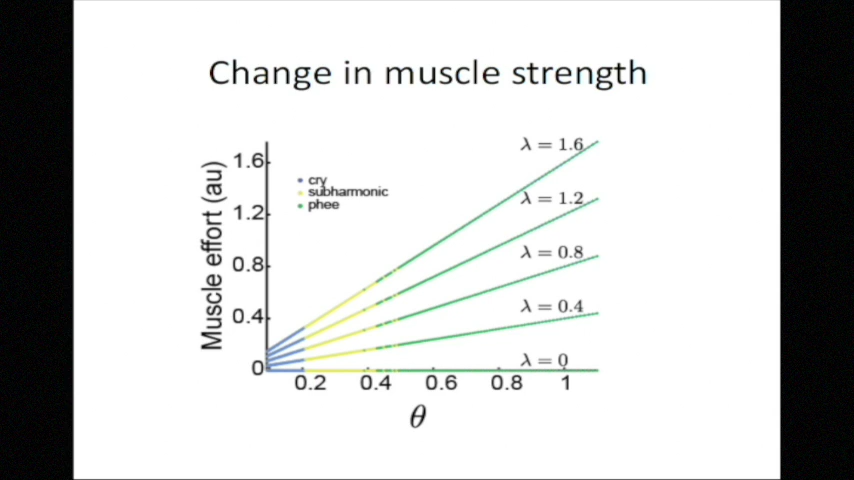 Change in muscle strength
Muscle effort (au)
1.6
1.2
0.8
0.4
0
cry
subharmonic
phee
λ = 1.6
λ = 1.2
λ = 0.8
λ = 0.4
λ = 0
0.2 0.4 0.6 0.8 1
θ